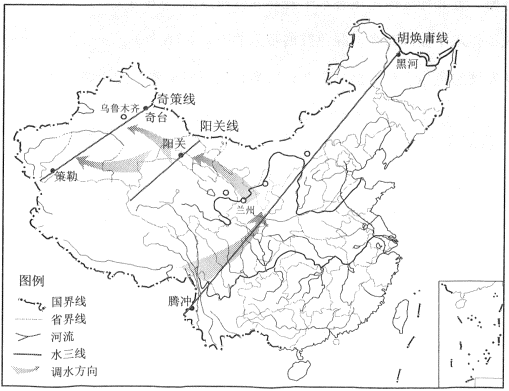 胡焕庸线
黑河
奇策线
乌鲁木齐
奇台
阳关线
阳关
策勒
兰州
腾冲
图例
国界线
省界线
河流
水三线
调水方向